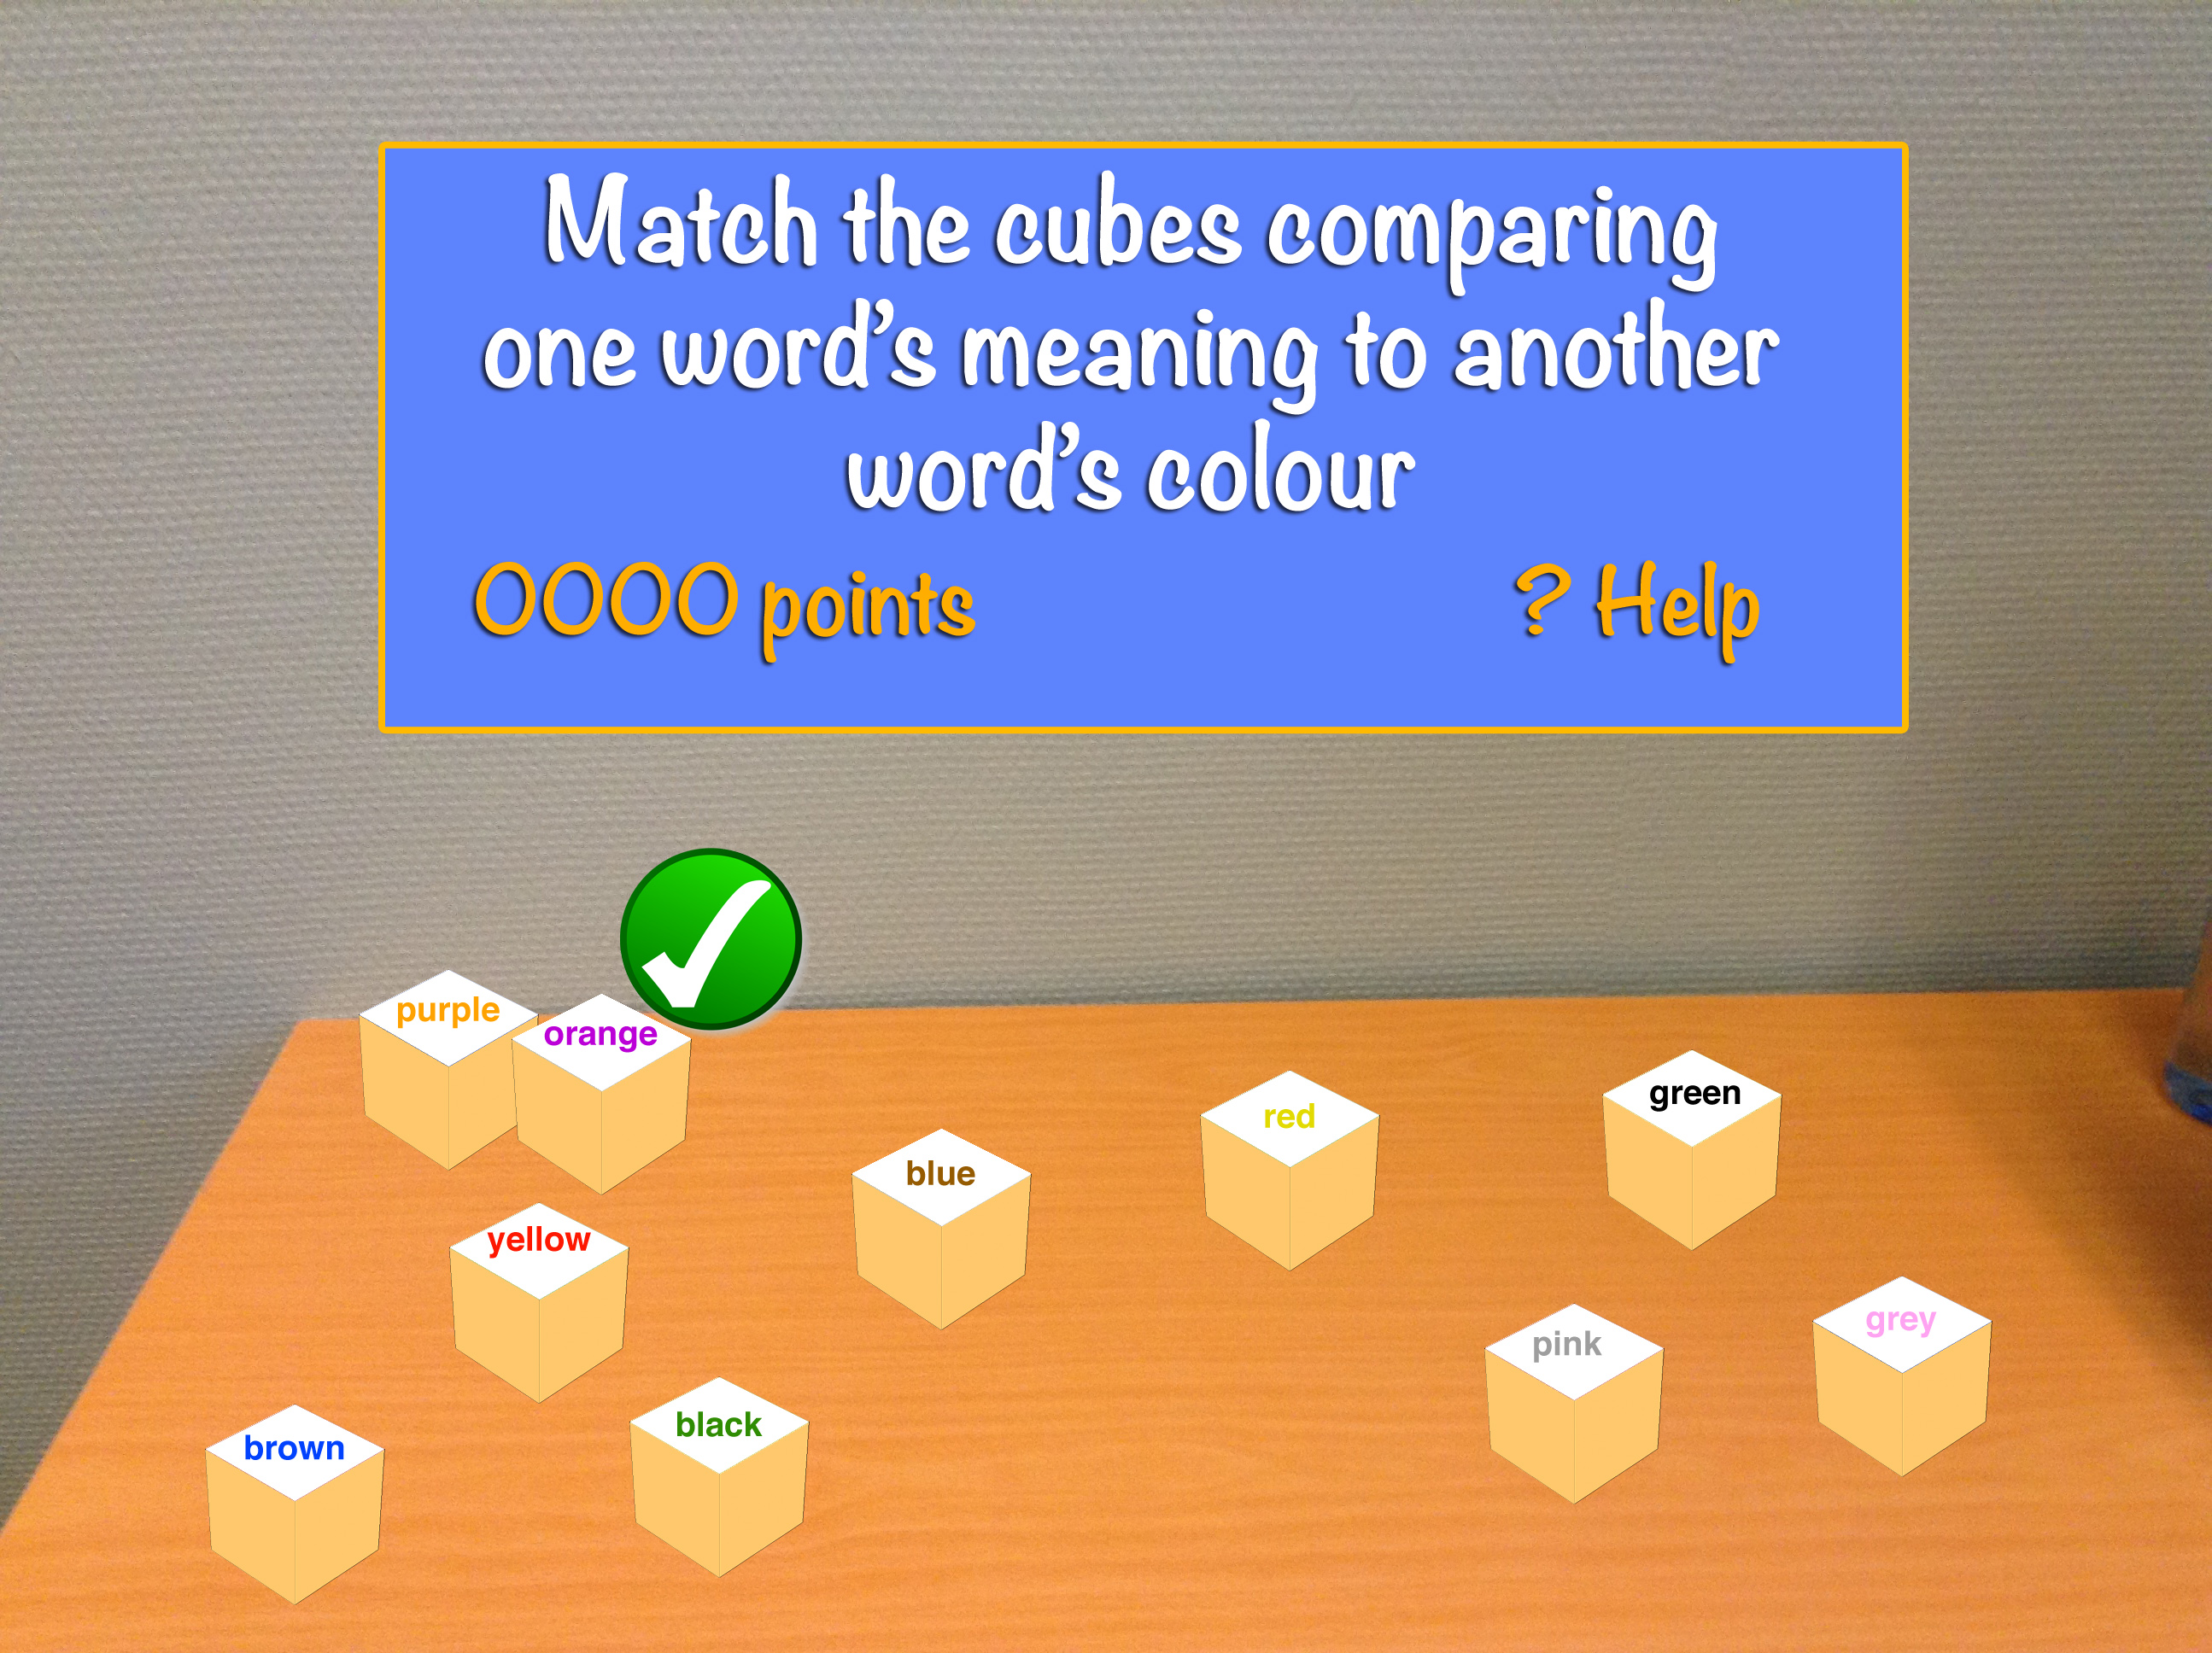 Match the cubes comparing
one word's meaning to another
word's colour
0000 points
? Help
purple
orange
red
green
blue
yellow
grey
pink
black
brown